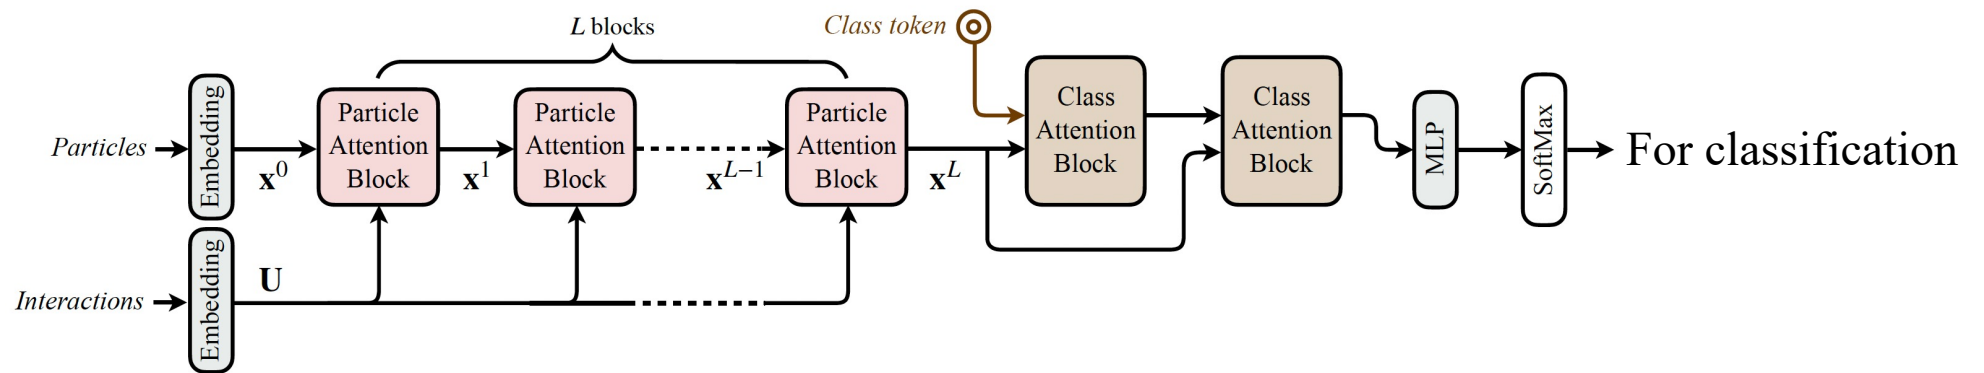 L blocks
Class token
Particles
Embedding
x⁰
Particle
Attention
Block
x¹
Particle
Attention
Block
xᴸ⁻¹
Particle
Attention
Block
xᴸ
Class
Attention
Block
Class
Attention
Block
MLP
SoftMax
For classification
Interactions
Embedding
U